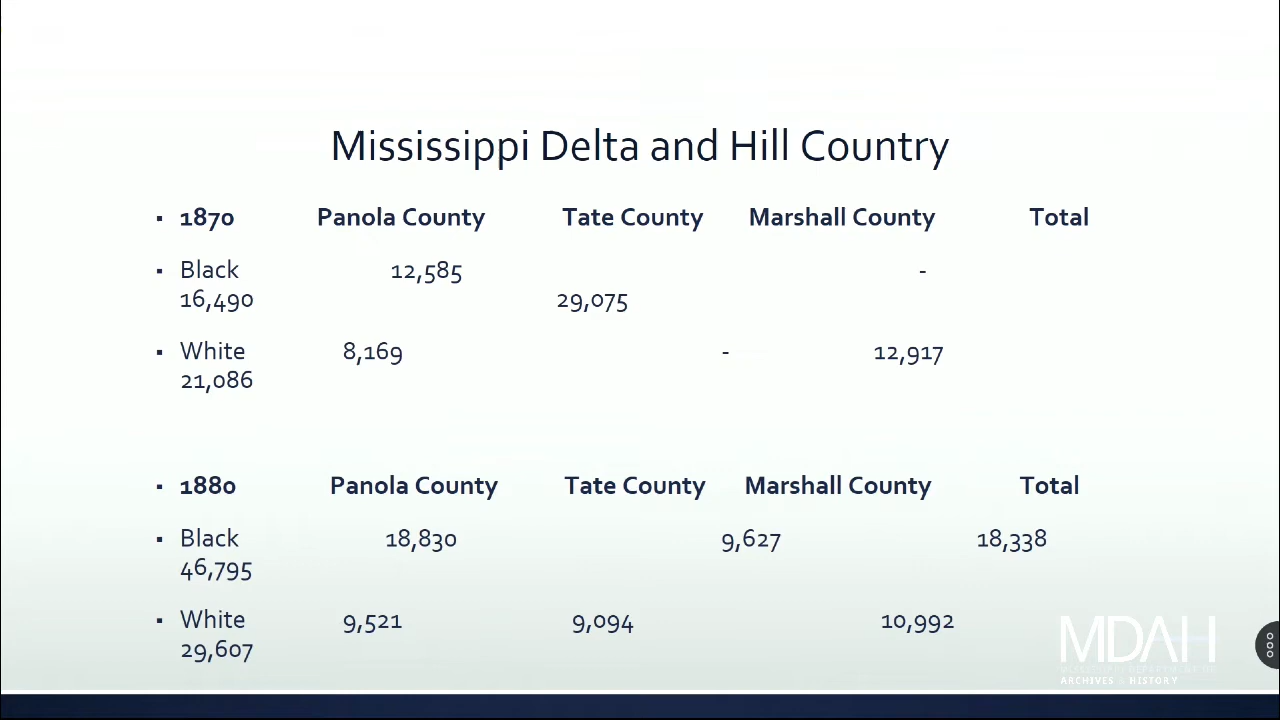 Mississippi Delta and Hill Country
▪ 1870 Panola County Tate County Marshall County Total
▪ Black 12,585 -
16,490 29,075
▪ White 8,169 - 12,917
21,086
▪ 1880 Panola County Tate County Marshall County Total
▪ Black 18,830 9,627 18,338
46,795
▪ White 9,521 9,094 10,992
29,607
MDAH
ARCHIVES & HISTORY